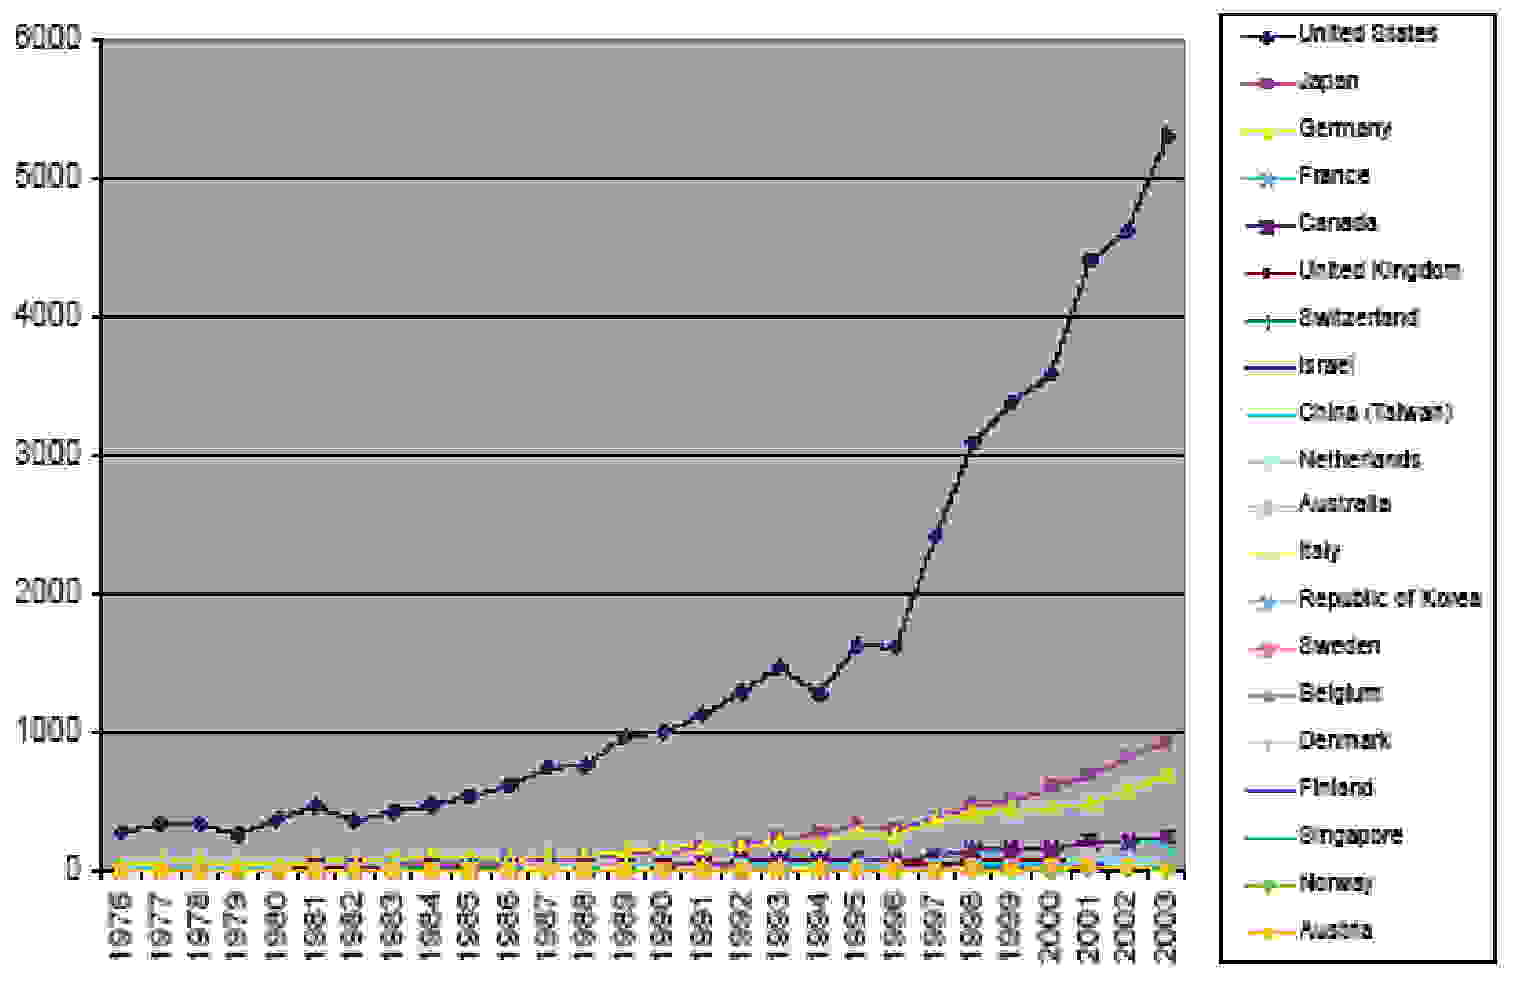 6000
5000
4000
3000
2000
1000
0
1976
1977
1978
1979
1980
1981
1982
1983
1984
1985
1986
1987
1988
1989
1990
1991
1992
1993
1994
1995
1996
1997
1998
1999
2000
2001
2002
2003
United States
Japan
Germany
France
Canada
United Kingdom
Switzerland
Israel
China (Taiwan)
Netherlands
Australia
Italy
Republic of Korea
Sweden
Belgium
Denmark
Finland
Singapore
Norway
Austria